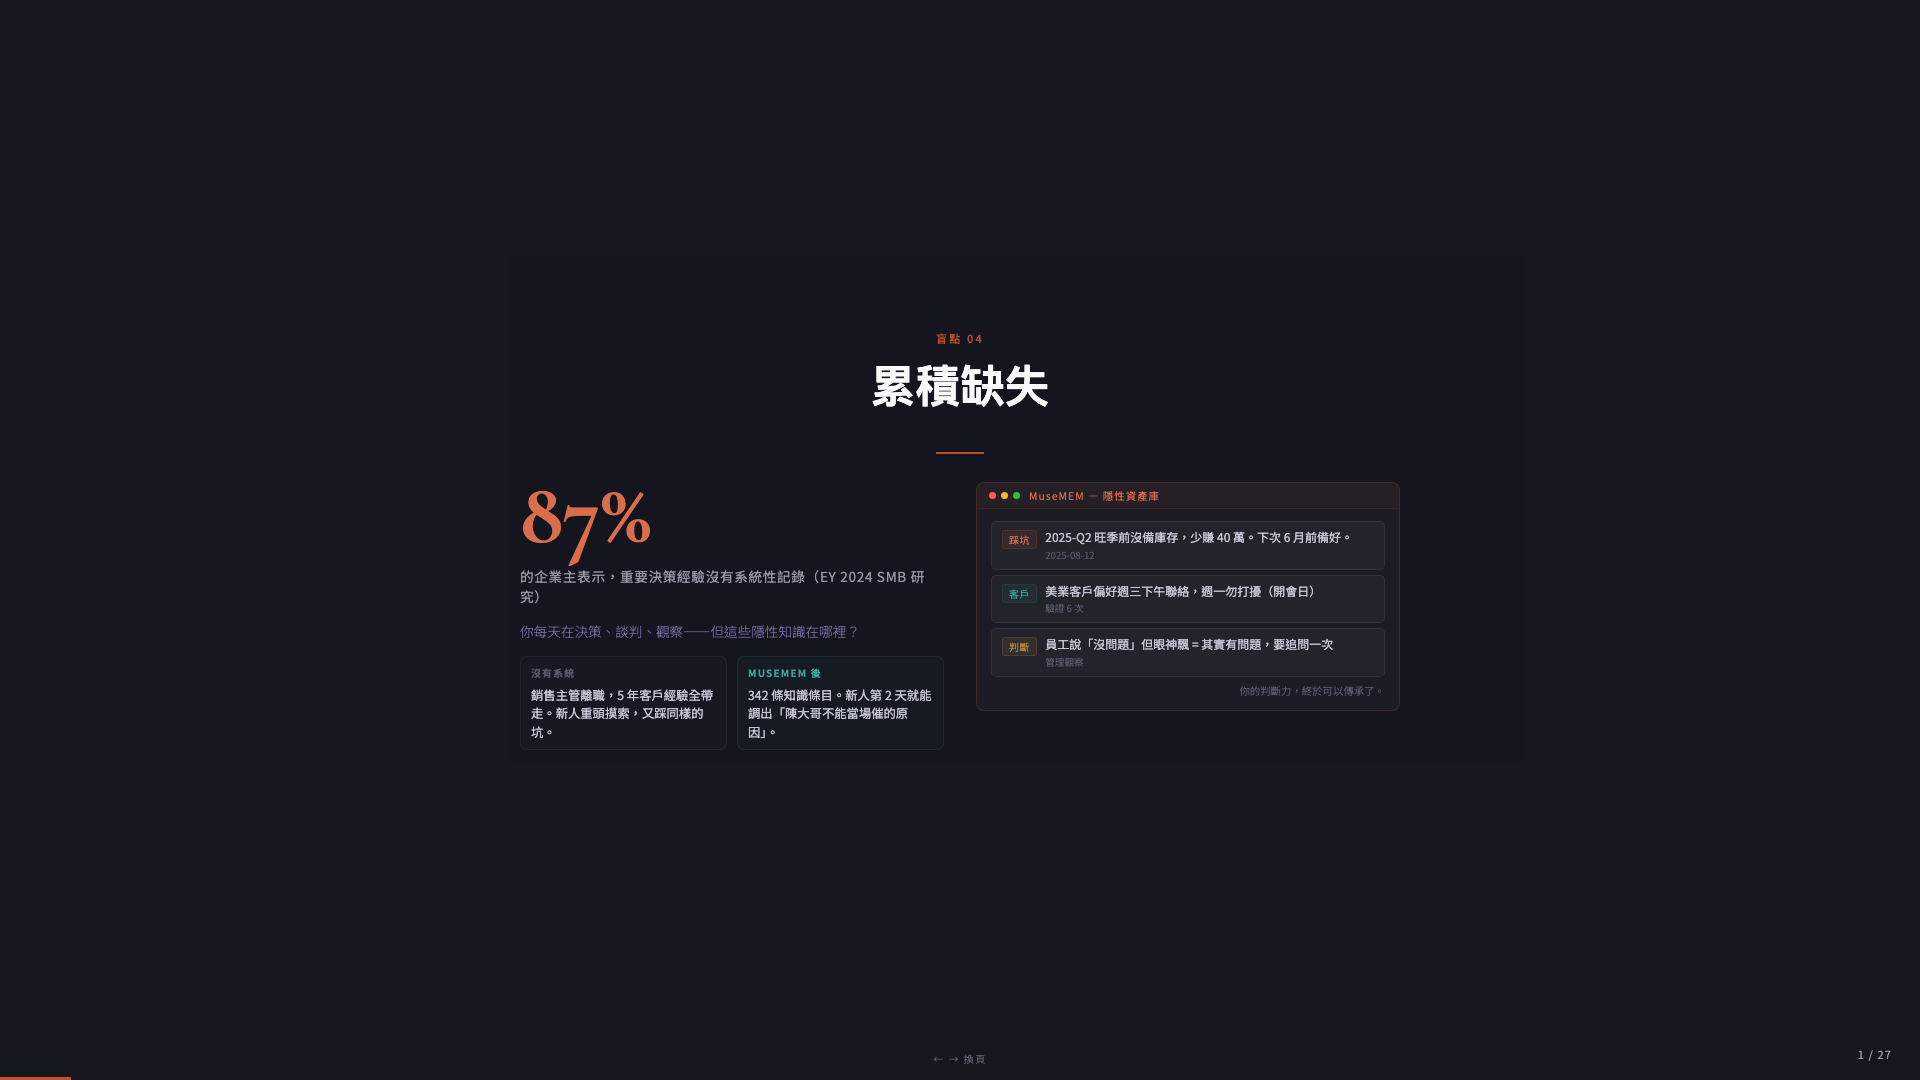 盲點 04
累積缺失
87%
的企業主表示，重要決策經驗沒有系統性記錄（EY 2024 SMB 研
究）
你每天在決策、談判、觀察——但這些隱性知識在哪裡？
沒有系統
銷售主管離職，5 年客戶經驗全帶
走。新人重頭摸索，又踩同樣的
坑。
MUSEMEM 後
342 條知識條目。新人第 2 天就能
調出「陳大哥不能當場催的原
因」。
MuseMEM — 隱性資產庫
踩坑
2025-Q2 旺季前沒備庫存，少賺 40 萬。下次 6 月前備好。
2025-08-12
客戶
美業客戶偏好週三下午聯絡，週一勿打擾（開會日）
驗證 6 次
判斷
員工說「沒問題」但眼神飄 = 其實有問題，要追問一次
管理觀察
你的判斷力，終於可以傳承了。
← → 換頁
1 / 27